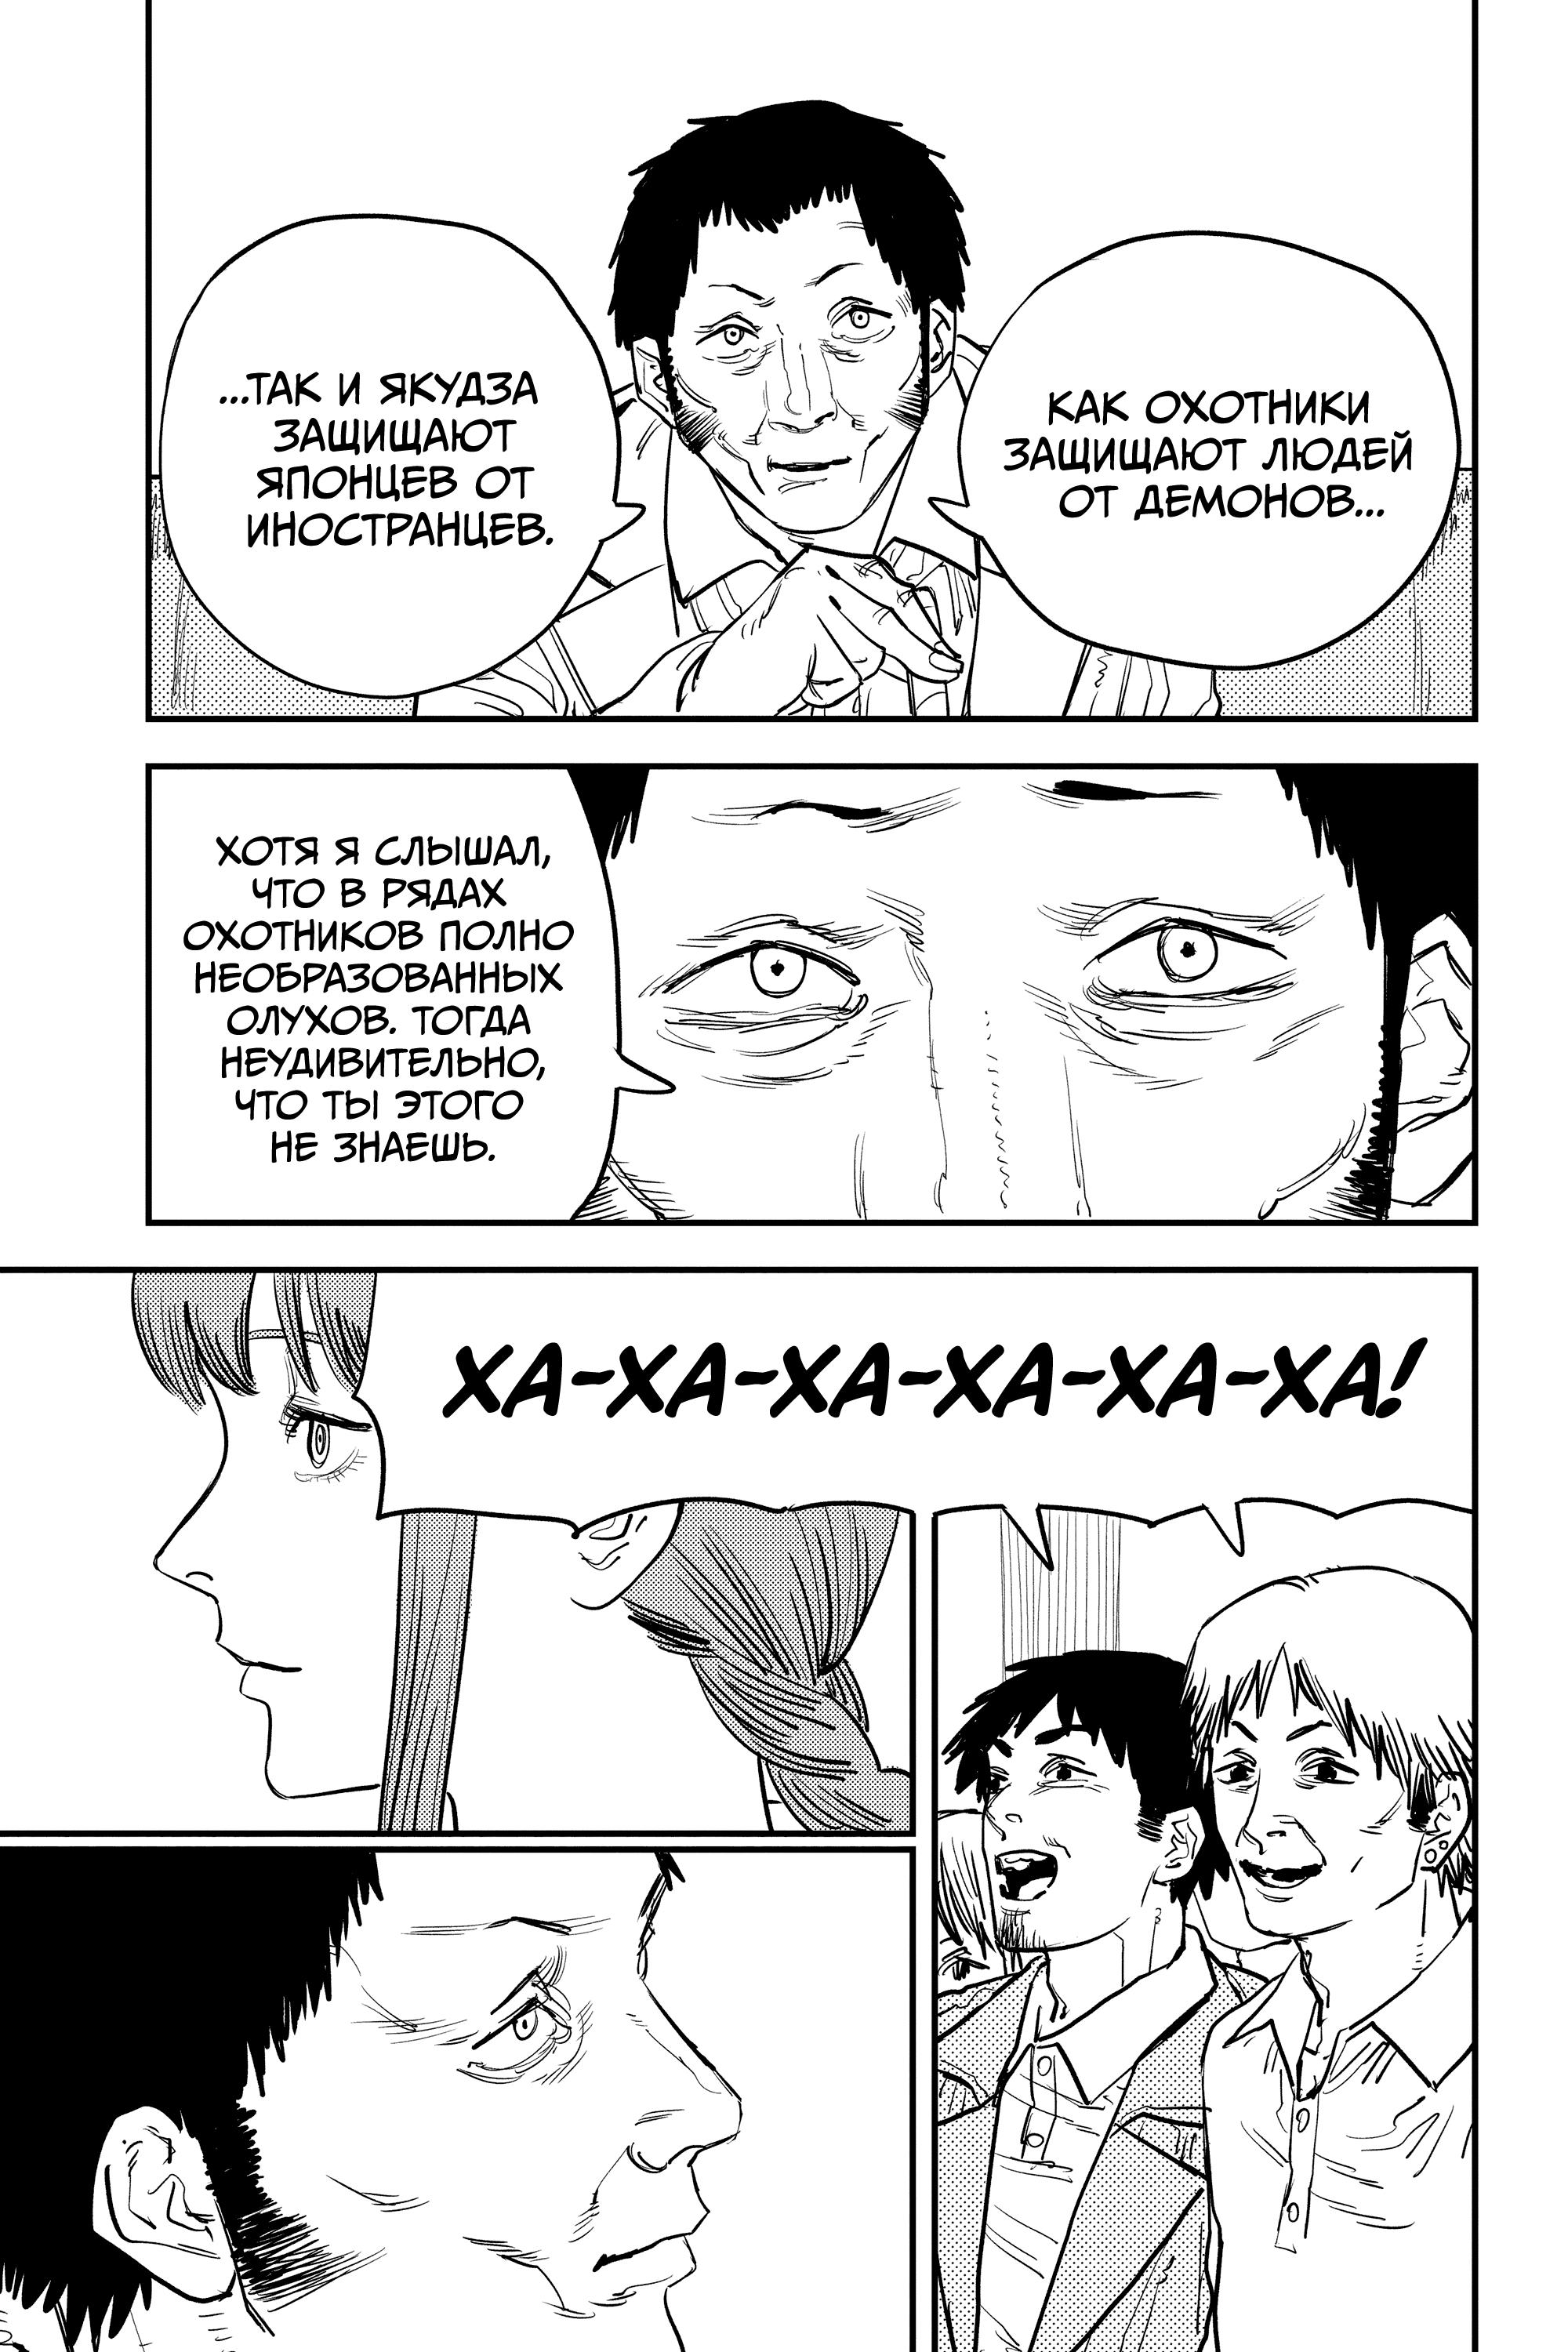 КАК ОХОТНИКИ
ЗАЩИЩАЮТ ЛЮДЕЙ
ОТ ДЕМОНОВ...
...ТАК И ЯКУДЗА
ЗАЩИЩАЮТ
ЯПОНЦЕВ ОТ
ИНОСТРАНЦЕВ.
ХОТЯ Я СЛЫШАЛ,
ЧТО В РЯДАХ
ОХОТНИКОВ ПОЛНО
НЕОБРАЗОВАННЫХ
ОЛУХОВ. ТОГДА
НЕУДИВИТЕЛЬНО,
ЧТО ТЫ ЭТОГО
НЕ ЗНАЕШЬ.
ХА-ХА-ХА-ХА-ХА-ХА!